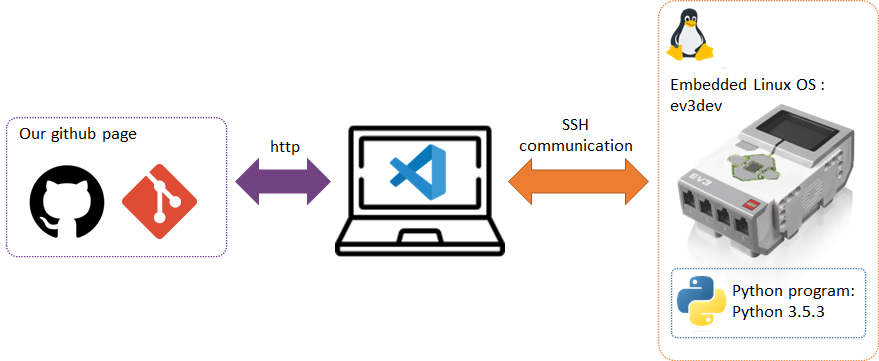 Our github page
http
SSH
communication
Embedded Linux OS :
ev3dev
EV3
Python program:
Python 3.5.3